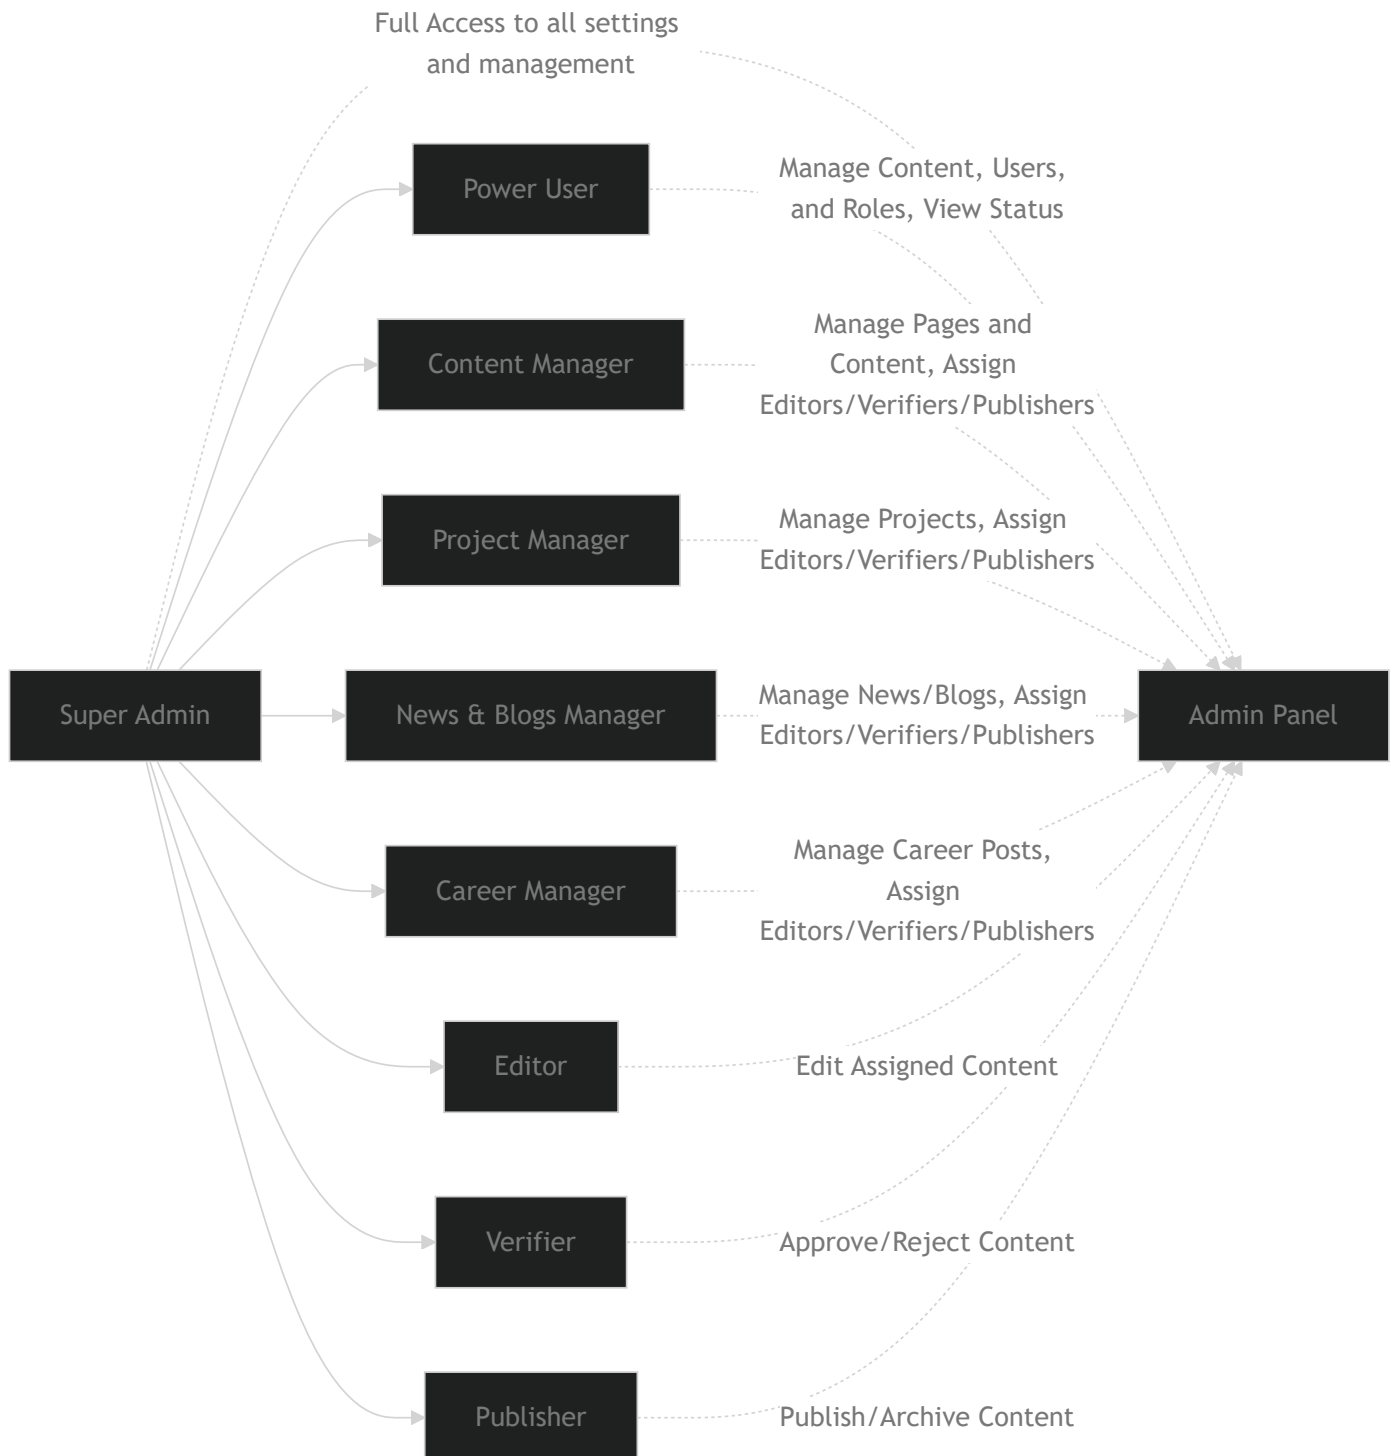 Full Access to all settings
and management
Power User
Manage Content, Users,
and Roles, View Status
Content Manager
Manage Pages and
Content, Assign
Editors/Verifiers/Publishers
Project Manager
Manage Projects, Assign
Editors/Verifiers/Publishers
Super Admin
News & Blogs Manager
Manage News/Blogs, Assign
Editors/Verifiers/Publishers
Admin Panel
Career Manager
Manage Career Posts,
Assign
Editors/Verifiers/Publishers
Editor
Edit Assigned Content
Verifier
Approve/Reject Content
Publisher
Publish/Archive Content